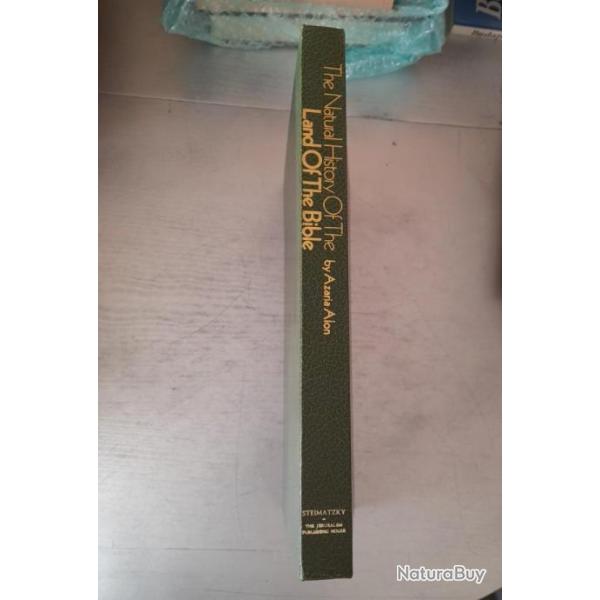 The Natural History Of The
Land Of The Bible
by Azaria Alon
STEIMATZKY
THE JERUSALEM
PUBLISHING HOUSE
NaturaBuy